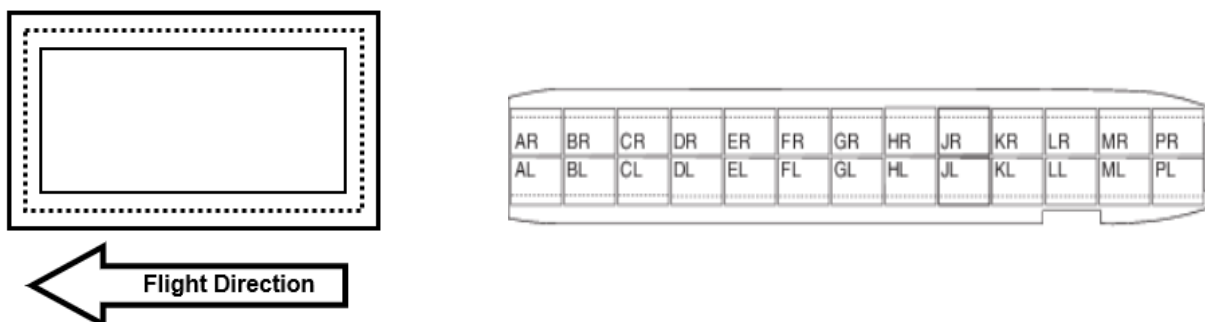 Flight Direction
AR BR CR DR ER FR GR HR JR KR LR MR PR
AL BL CL DL EL FL GL HL JL KL LL ML PL